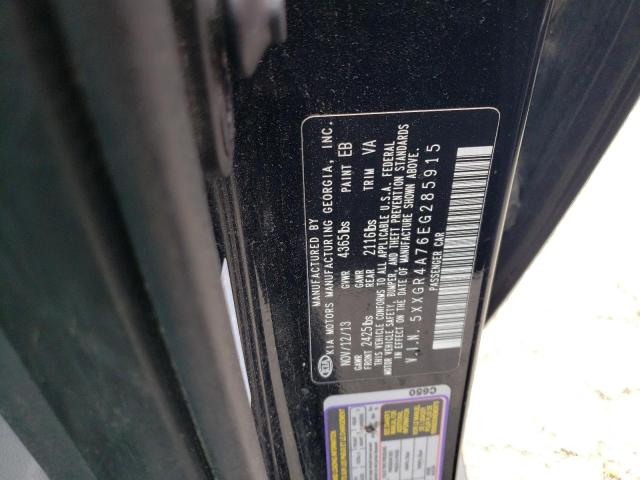 KIA
MANUFACTURED BY
KIA MOTORS MANUFACTURING GEORGIA, INC.
NOV/12/13 GVWR 4365lbs PAINT EB
GAWR FRONT 2425lbs GAWR REAR 2116lbs TRIM VA
THIS VEHICLE CONFORMS TO ALL APPLICABLE U.S.A. FEDERAL
MOTOR VEHICLE SAFETY, BUMPER, AND THEFT PREVENTION STANDARDS
IN EFFECT ON THE DATE OF MANUFACTURE SHOWN ABOVE.
V.I.N. 5XXGR4A76EG285915
PASSENGER CAR
C650